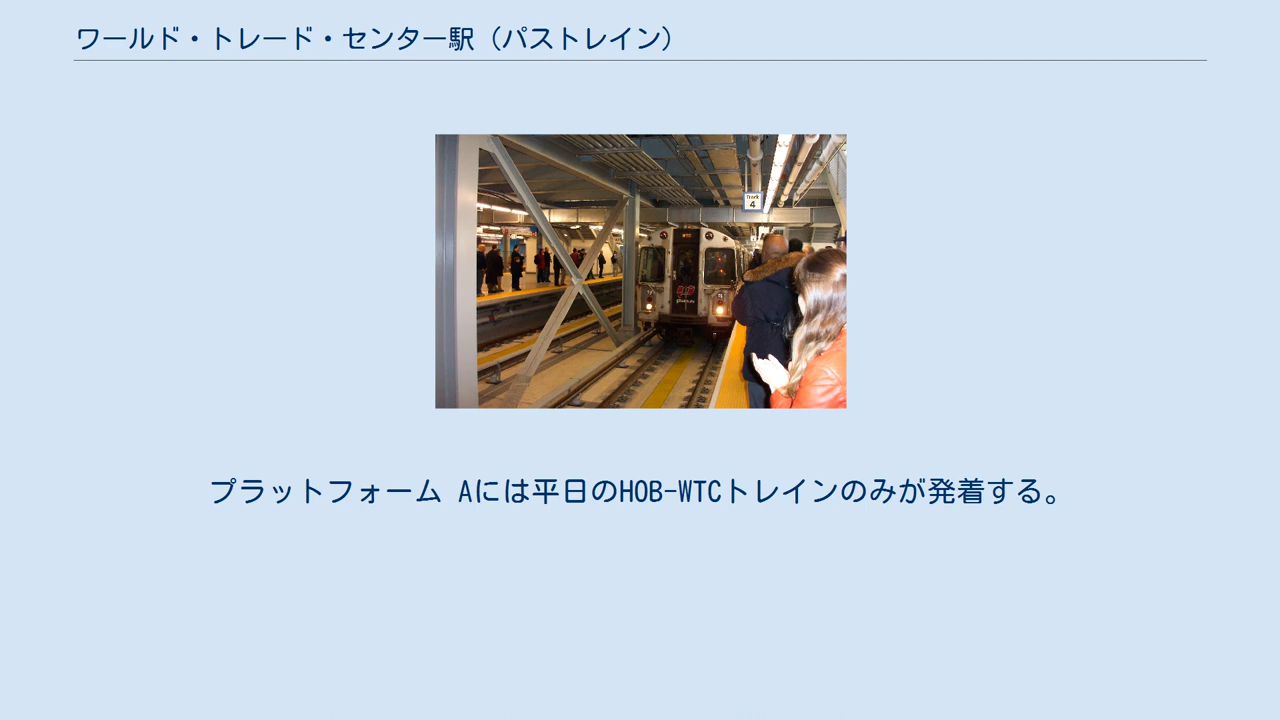 ワールド・トレード・センター駅（パストレイン）
Track
4
プラットフォーム Aには平日のHOB-WTCトレインのみが発着する。